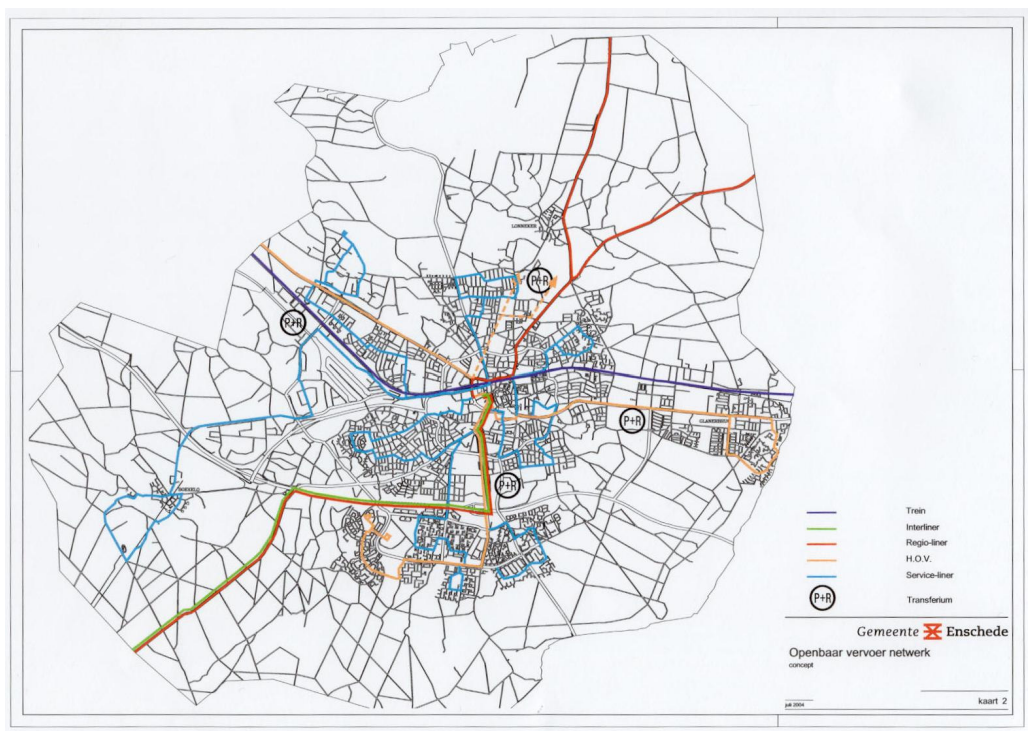 LONNEKER
P+R
P+R
P+R
GLANERBRUG
BOEKELO
P+R
Trein
Interliner
Regio-liner
H.O.V.
Service-liner
P+R Transferium
Gemeente Enschede
Openbaar vervoer netwerk
concept
juli 2004
kaart 2